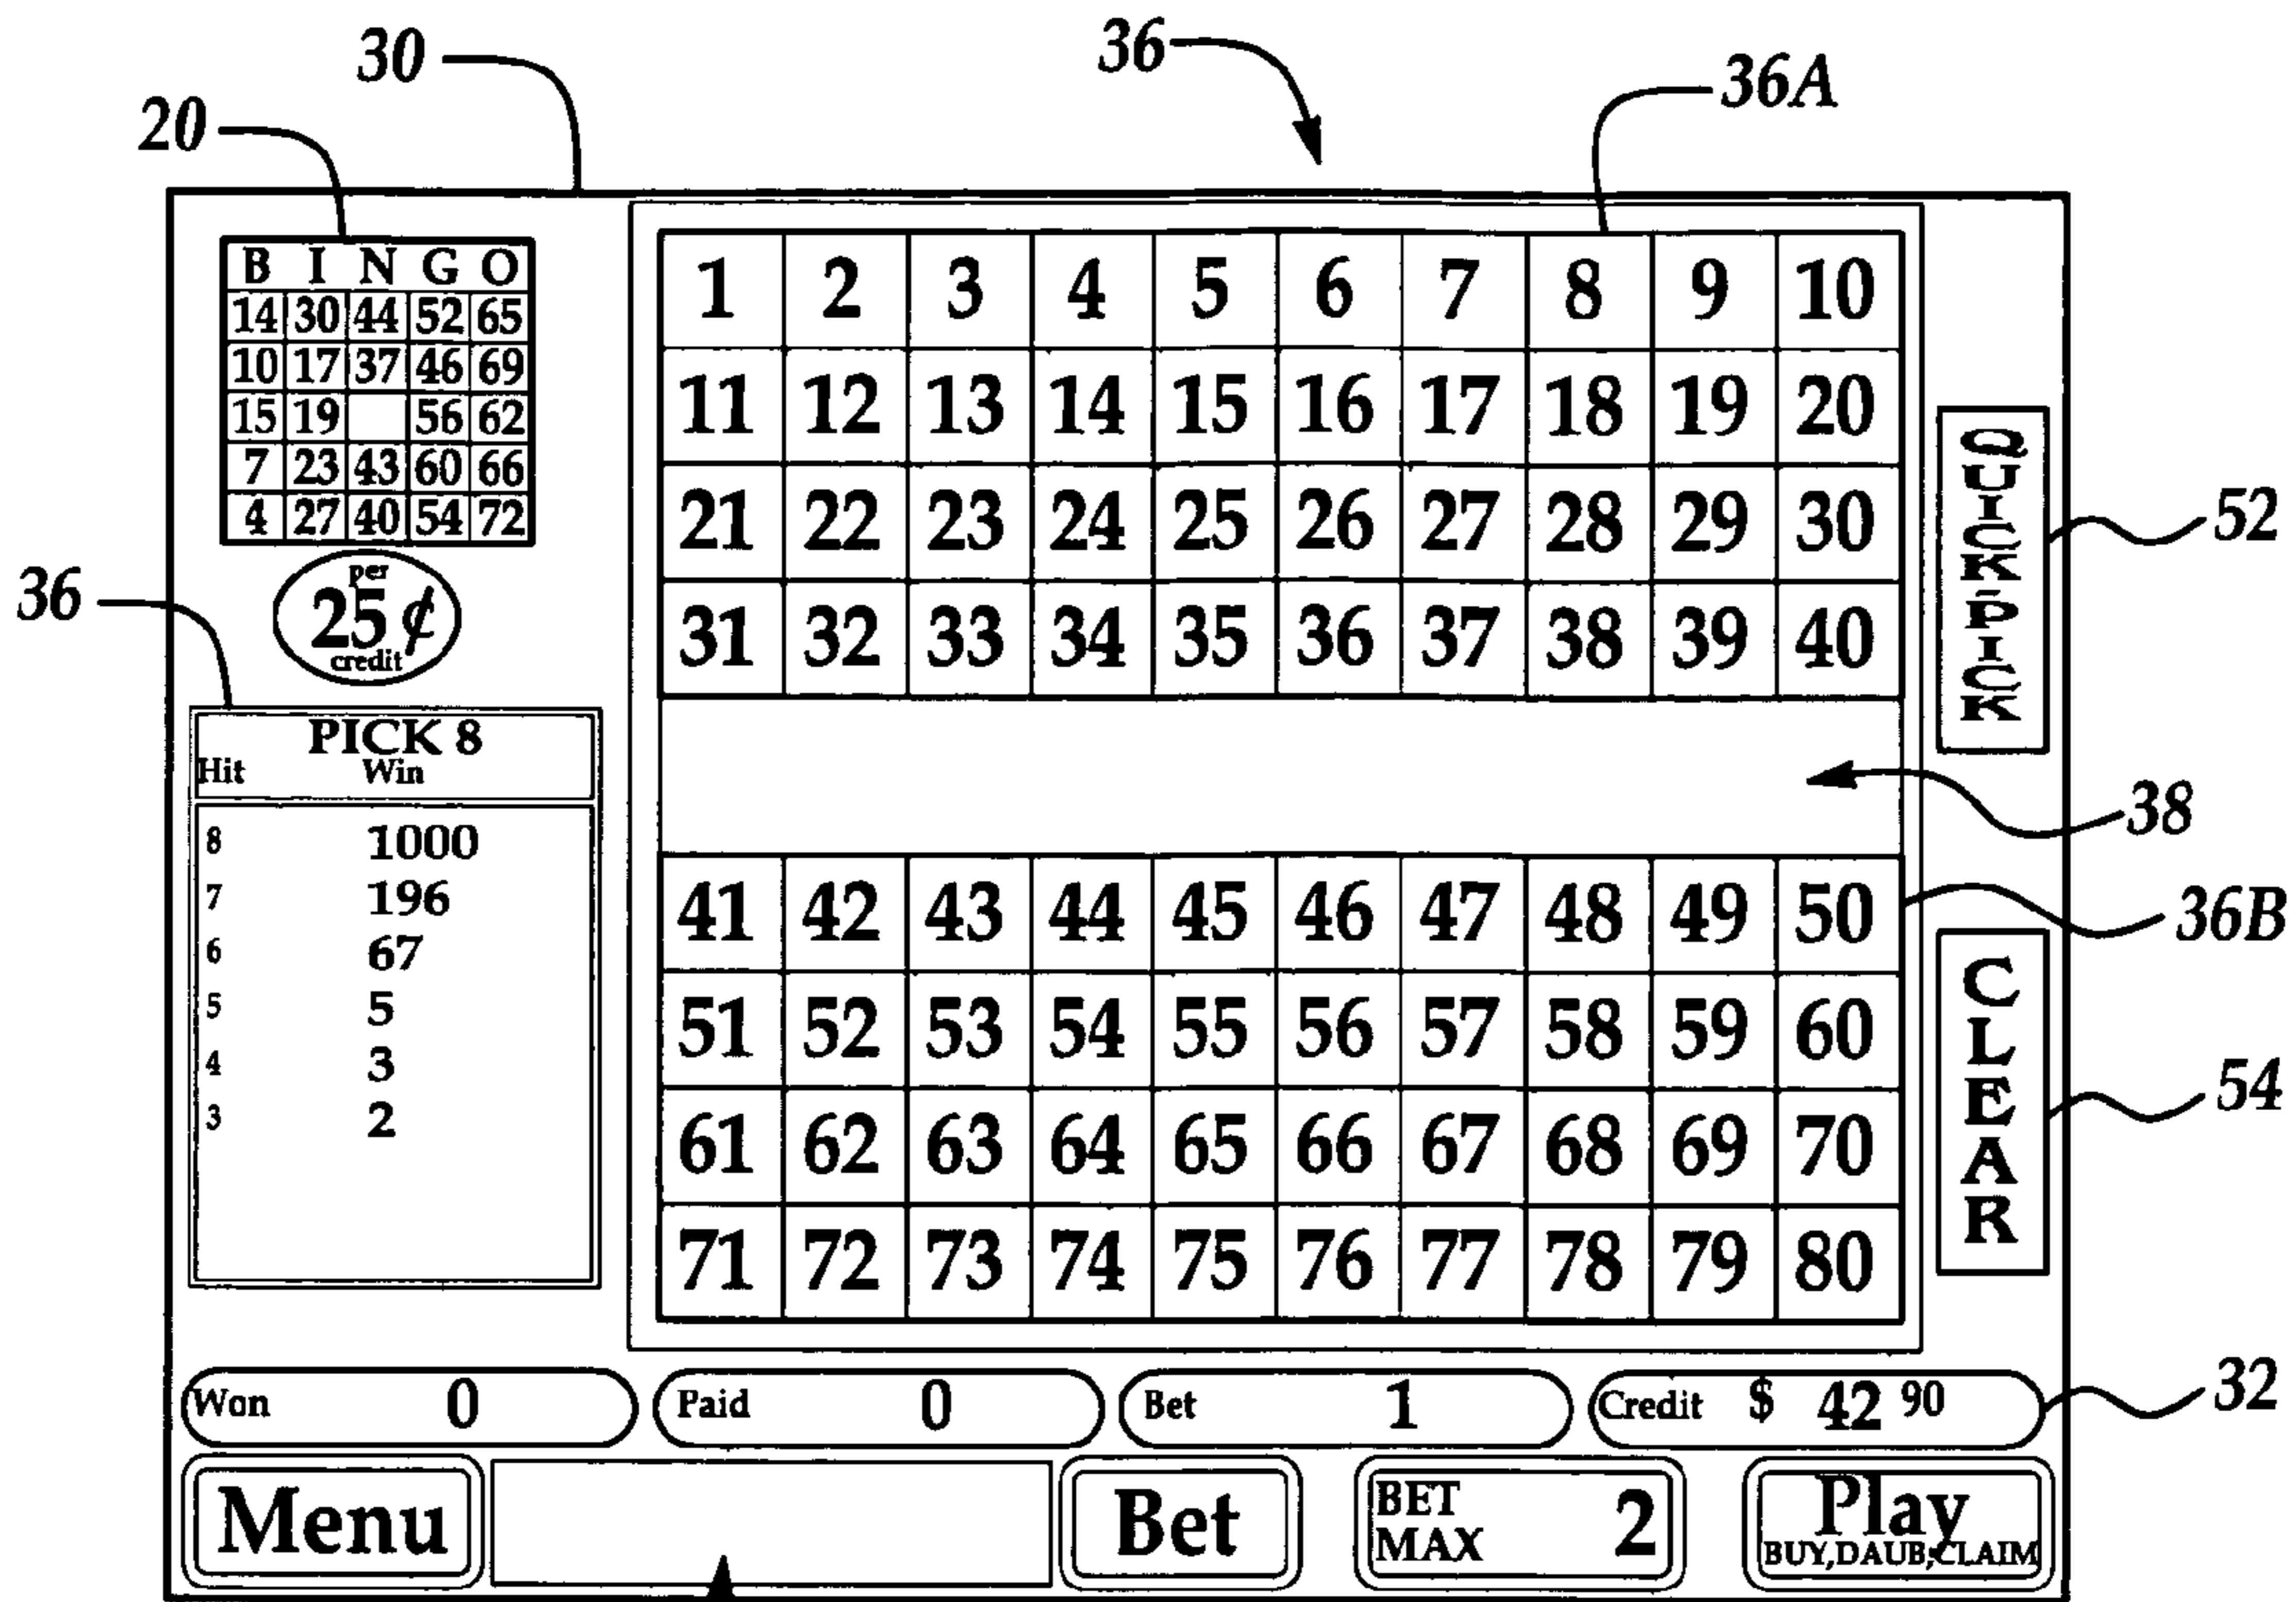 36
30
36A
20
B I N G O
14 30 44 52 65
10 17 37 46 69
15 19 56 62
7 23 43 60 66
4 27 40 54 72
per
25 ¢
credit
36
PICK 8
Hit Win
8 1000
7 196
6 67
5 5
4 3
3 2
1 2 3 4 5 6 7 8 9 10
11 12 13 14 15 16 17 18 19 20
21 22 23 24 25 26 27 28 29 30
31 32 33 34 35 36 37 38 39 40
41 42 43 44 45 46 47 48 49 50
51 52 53 54 55 56 57 58 59 60
61 62 63 64 65 66 67 68 69 70
71 72 73 74 75 76 77 78 79 80
QUICK PICK
52
38
36B
CLEAR
54
Won 0
Paid 0
Bet 1
Credit $ 42 90
32
Menu
Bet
BET
MAX 2
Play
BUY,DAUB,CLAIM